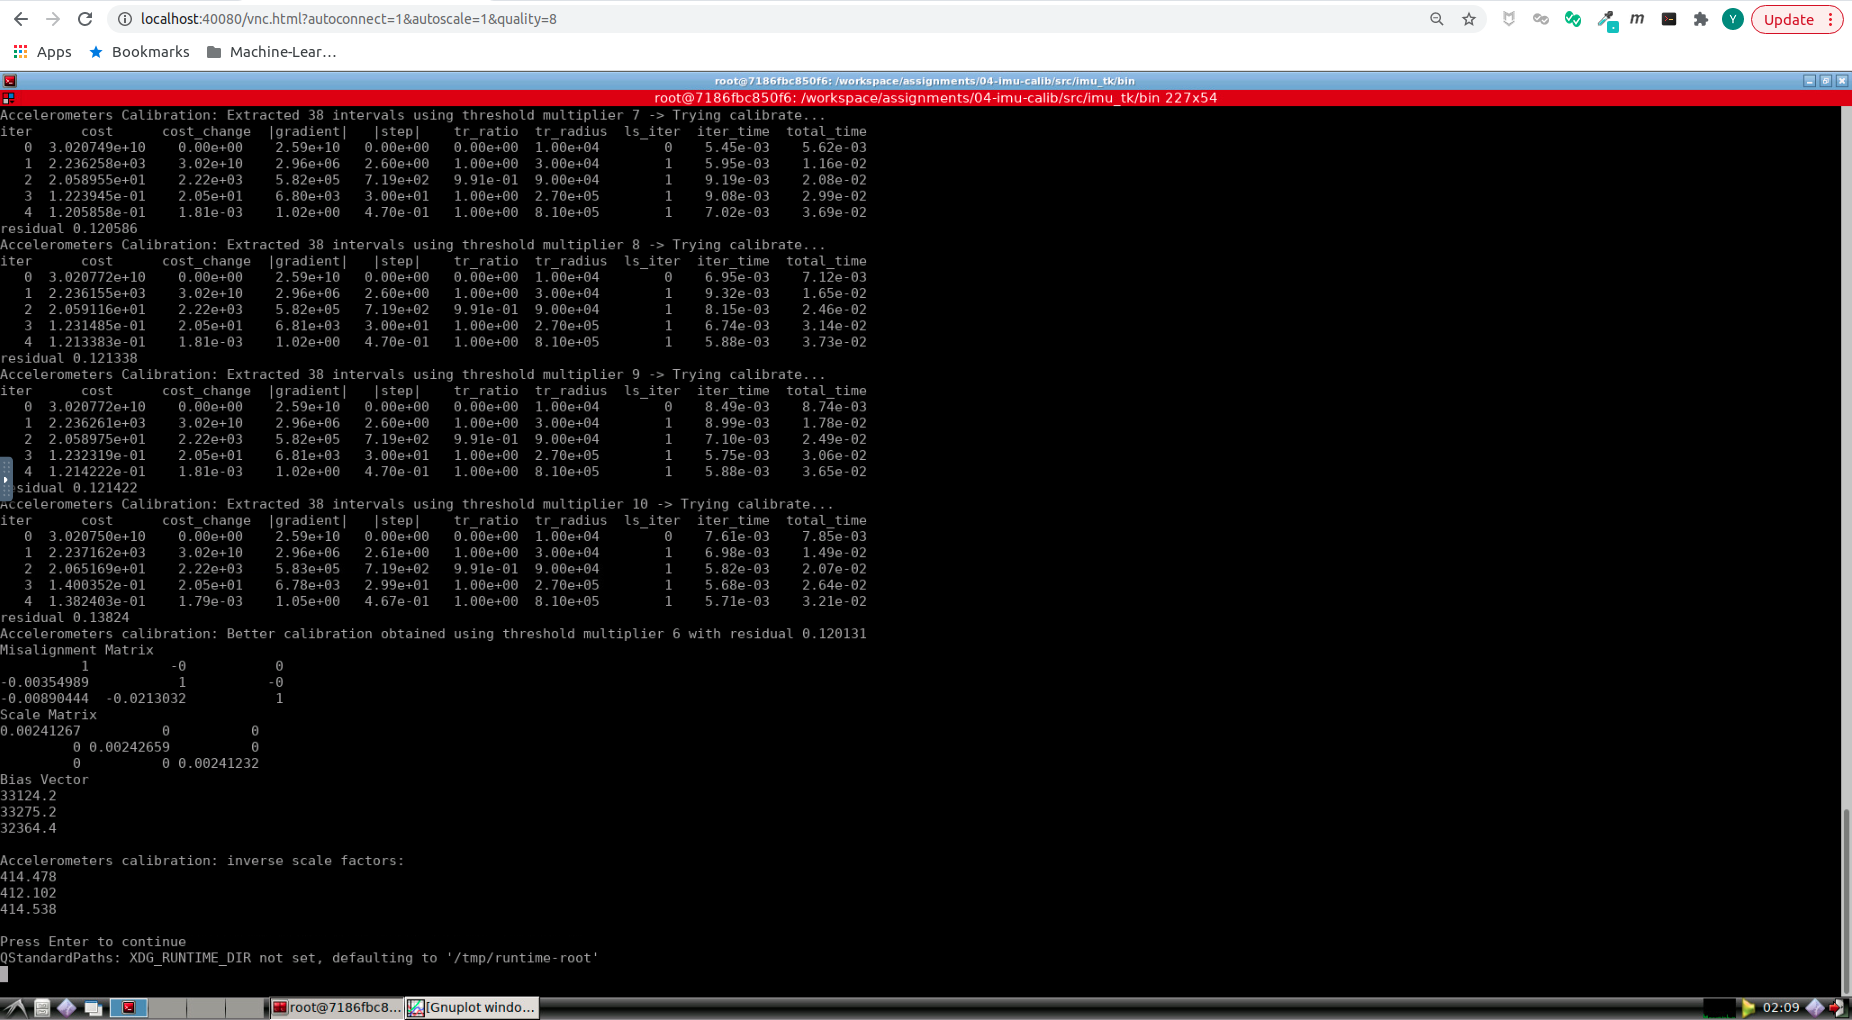 localhost:40080/vnc.html?autoconnect=1&autoscale=1&quality=8
Y
Update
Apps
Bookmarks
Machine-Lear…
root@7186fbc850f6: /workspace/assignments/04-imu-calib/src/imu_tk/bin
root@7186fbc850f6: /workspace/assignments/04-imu-calib/src/imu_tk/bin 227x54
Accelerometers Calibration: Extracted 38 intervals using threshold multiplier 7 -> Trying calibrate...
iter cost cost_change |gradient| |step| tr_ratio tr_radius ls_iter iter_time total_time
0 3.020749e+10 0.00e+00 2.59e+10 0.00e+00 0.00e+00 1.00e+04 0 5.45e-03 5.62e-03
1 2.236258e+03 3.02e+10 2.96e+06 2.60e+00 1.00e+00 3.00e+04 1 5.95e-03 1.16e-02
2 2.058955e+01 2.22e+03 5.82e+05 7.19e+02 9.91e-01 9.00e+04 1 9.19e-03 2.08e-02
3 1.223945e-01 2.05e+01 6.80e+03 3.00e+01 1.00e+00 2.70e+05 1 9.08e-03 2.99e-02
4 1.205858e-01 1.81e-03 1.02e+00 4.70e-01 1.00e+00 8.10e+05 1 7.02e-03 3.69e-02
residual 0.120586
Accelerometers Calibration: Extracted 38 intervals using threshold multiplier 8 -> Trying calibrate...
iter cost cost_change |gradient| |step| tr_ratio tr_radius ls_iter iter_time total_time
0 3.020772e+10 0.00e+00 2.59e+10 0.00e+00 0.00e+00 1.00e+04 0 6.95e-03 7.12e-03
1 2.236155e+03 3.02e+10 2.96e+06 2.60e+00 1.00e+00 3.00e+04 1 9.32e-03 1.65e-02
2 2.059116e+01 2.22e+03 5.82e+05 7.19e+02 9.91e-01 9.00e+04 1 8.15e-03 2.46e-02
3 1.231485e-01 2.05e+01 6.81e+03 3.00e+01 1.00e+00 2.70e+05 1 6.74e-03 3.14e-02
4 1.213383e-01 1.81e-03 1.02e+00 4.70e-01 1.00e+00 8.10e+05 1 5.88e-03 3.73e-02
residual 0.121338
Accelerometers Calibration: Extracted 38 intervals using threshold multiplier 9 -> Trying calibrate...
iter cost cost_change |gradient| |step| tr_ratio tr_radius ls_iter iter_time total_time
0 3.020772e+10 0.00e+00 2.59e+10 0.00e+00 0.00e+00 1.00e+04 0 8.49e-03 8.74e-03
1 2.236261e+03 3.02e+10 2.96e+06 2.60e+00 1.00e+00 3.00e+04 1 8.99e-03 1.78e-02
2 2.058975e+01 2.22e+03 5.82e+05 7.19e+02 9.91e-01 9.00e+04 1 7.10e-03 2.49e-02
3 1.232319e-01 2.05e+01 6.81e+03 3.00e+01 1.00e+00 2.70e+05 1 5.75e-03 3.06e-02
4 1.214222e-01 1.81e-03 1.02e+00 4.70e-01 1.00e+00 8.10e+05 1 5.88e-03 3.65e-02
sidual 0.121422
Accelerometers Calibration: Extracted 38 intervals using threshold multiplier 10 -> Trying calibrate...
iter cost cost_change |gradient| |step| tr_ratio tr_radius ls_iter iter_time total_time
0 3.020750e+10 0.00e+00 2.59e+10 0.00e+00 0.00e+00 1.00e+04 0 7.61e-03 7.85e-03
1 2.237162e+03 3.02e+10 2.96e+06 2.61e+00 1.00e+00 3.00e+04 1 6.98e-03 1.49e-02
2 2.065169e+01 2.22e+03 5.83e+05 7.19e+02 9.91e-01 9.00e+04 1 5.82e-03 2.07e-02
3 1.400352e-01 2.05e+01 6.78e+03 2.99e+01 1.00e+00 2.70e+05 1 5.68e-03 2.64e-02
4 1.382403e-01 1.79e-03 1.05e+00 4.67e-01 1.00e+00 8.10e+05 1 5.71e-03 3.21e-02
residual 0.13824
Accelerometers calibration: Better calibration obtained using threshold multiplier 6 with residual 0.120131
Misalignment Matrix
1 -0 0
-0.00354989 1 -0
-0.00890444 -0.0213032 1
Scale Matrix
0.00241267 0 0
0 0.00242659 0
0 0 0.00241232
Bias Vector
33124.2
33275.2
32364.4
Accelerometers calibration: inverse scale factors:
414.478
412.102
414.538
Press Enter to continue
QStandardPaths: XDG_RUNTIME_DIR not set, defaulting to '/tmp/runtime-root'
root@7186fbc8...
[Gnuplot windo...
02:09